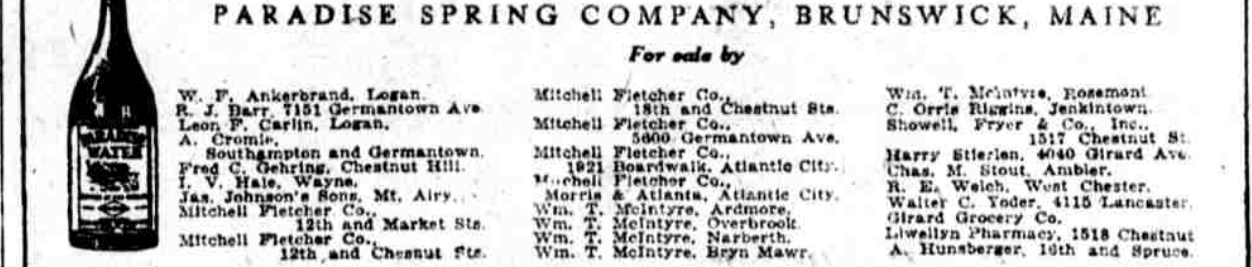 PARADISE SPRING COMPANY, BRUNSWICK, MAINE
For sale by
PARADISE
WATER
W. F. Ankerbrand, Logan.
R. J. Barr, 7151 Germantown Ave.
Leon F. Carlin, Logan.
A. Cromie,
Southampton and Germantown.
Fred C. Gehring, Chestnut Hill.
I. V. Hale, Wayne.
Jas. Johnson's Sons, Mt. Airy.
Mitchell Fletcher Co.,
12th and Market Sts.
Mitchell Fletcher Co.,
12th and Chesnut Sts.
Mitchell Fletcher Co.,
18th and Chestnut Sts.
Mitchell Fletcher Co.,
5600 Germantown Ave.
Mitchell Fletcher Co.,
1921 Boardwalk, Atlantic City.
Mitchell Fletcher Co.,
Morris & Atlanta, Atlantic City.
Wm. T. McIntyre, Ardmore.
Wm. T. McIntyre, Overbrook.
Wm. T. McIntyre, Narberth.
Wm. T. McIntyre, Bryn Mawr.
Wm. T. McIntyre, Rosemont.
C. Orris Riggins, Jenkintown.
Showell, Fryer & Co., Inc.,
1517 Chestnut St.
Harry Stierlen, 4040 Girard Ave.
Chas. M. Stout, Ambler.
R. E. Welch, West Chester.
Walter C. Yoder, 4115 Lancaster.
Girard Grocery Co.
Llwellyn Pharmacy, 1518 Chestnut
A. Hunsberger, 16th and Spruce.